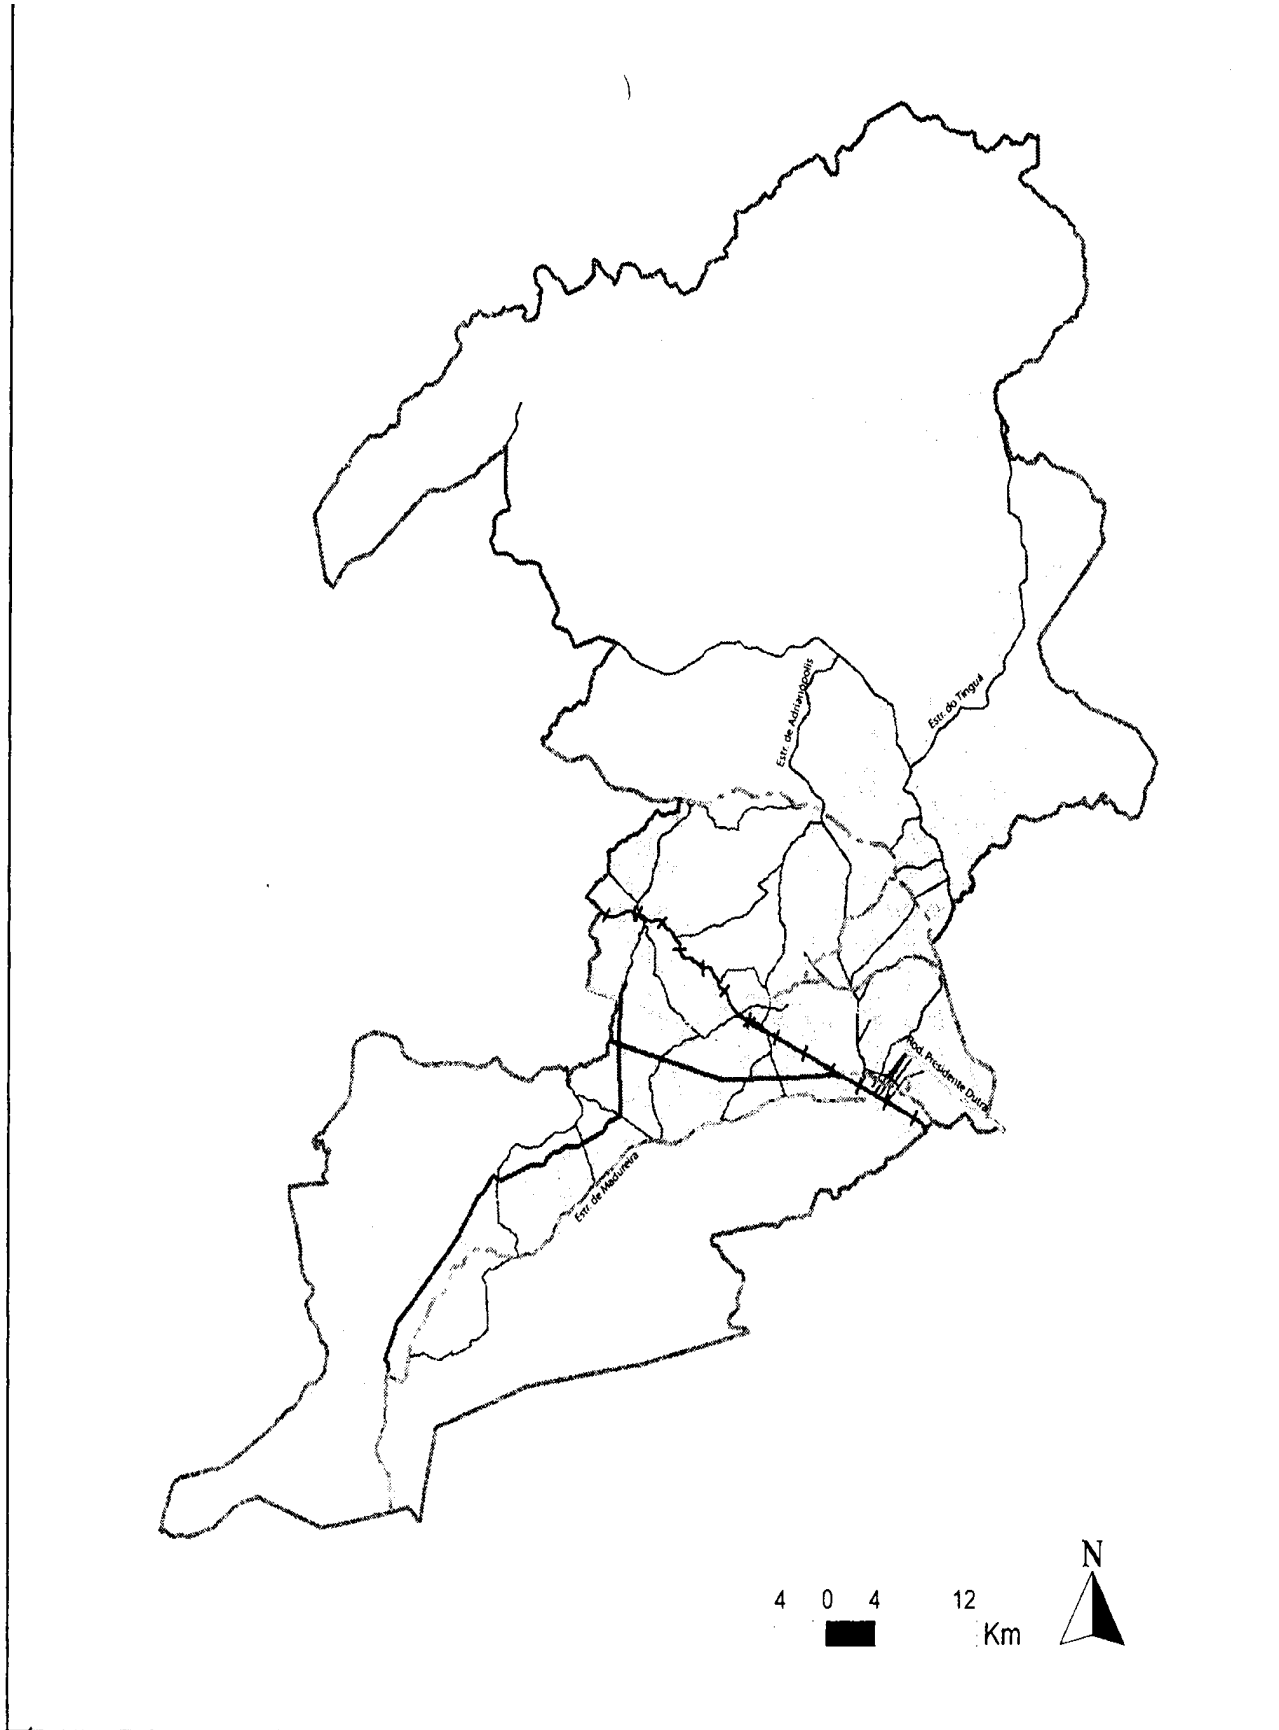 Estr. de Adrianópolis
Estr. do Tinguá
Rod. Presidente Dutra
Estr. de Madureira
N
4 0 4 12
Km